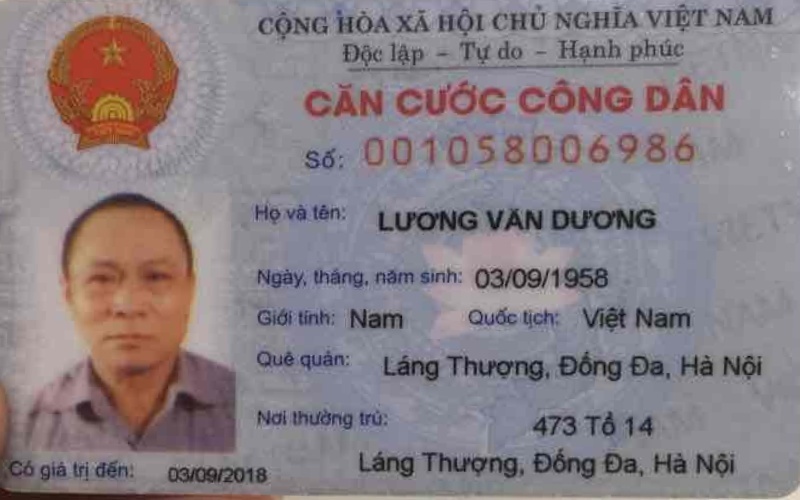 CỘNG HÒA XÃ HỘI CHỦ NGHĨA VIỆT NAM
Độc lập – Tự do – Hạnh phúc
CĂN CƯỚC CÔNG DÂN
Số: 001058006986
Họ và tên: LƯƠNG VĂN DƯƠNG
Ngày, tháng, năm sinh: 03/09/1958
Giới tính: Nam Quốc tịch: Việt Nam
Quê quán: Láng Thượng, Đống Đa, Hà Nội
Nơi thường trú: 473 Tổ 14
Láng Thượng, Đống Đa, Hà Nội
Có giá trị đến: 03/09/2018